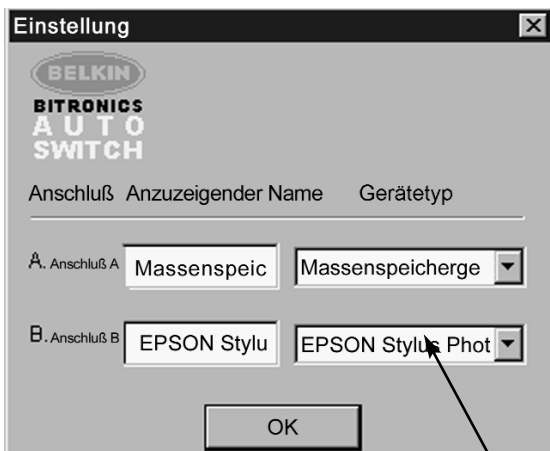 Einstellung
BELKIN
BITRONICS
AUTO
SWITCH
Anschluß Anzuzeigender Name Gerätetyp
A. Anschluß A Massenspeic Massenspeicherge
B. Anschluß B EPSON Stylu EPSON Stylus Phot
OK